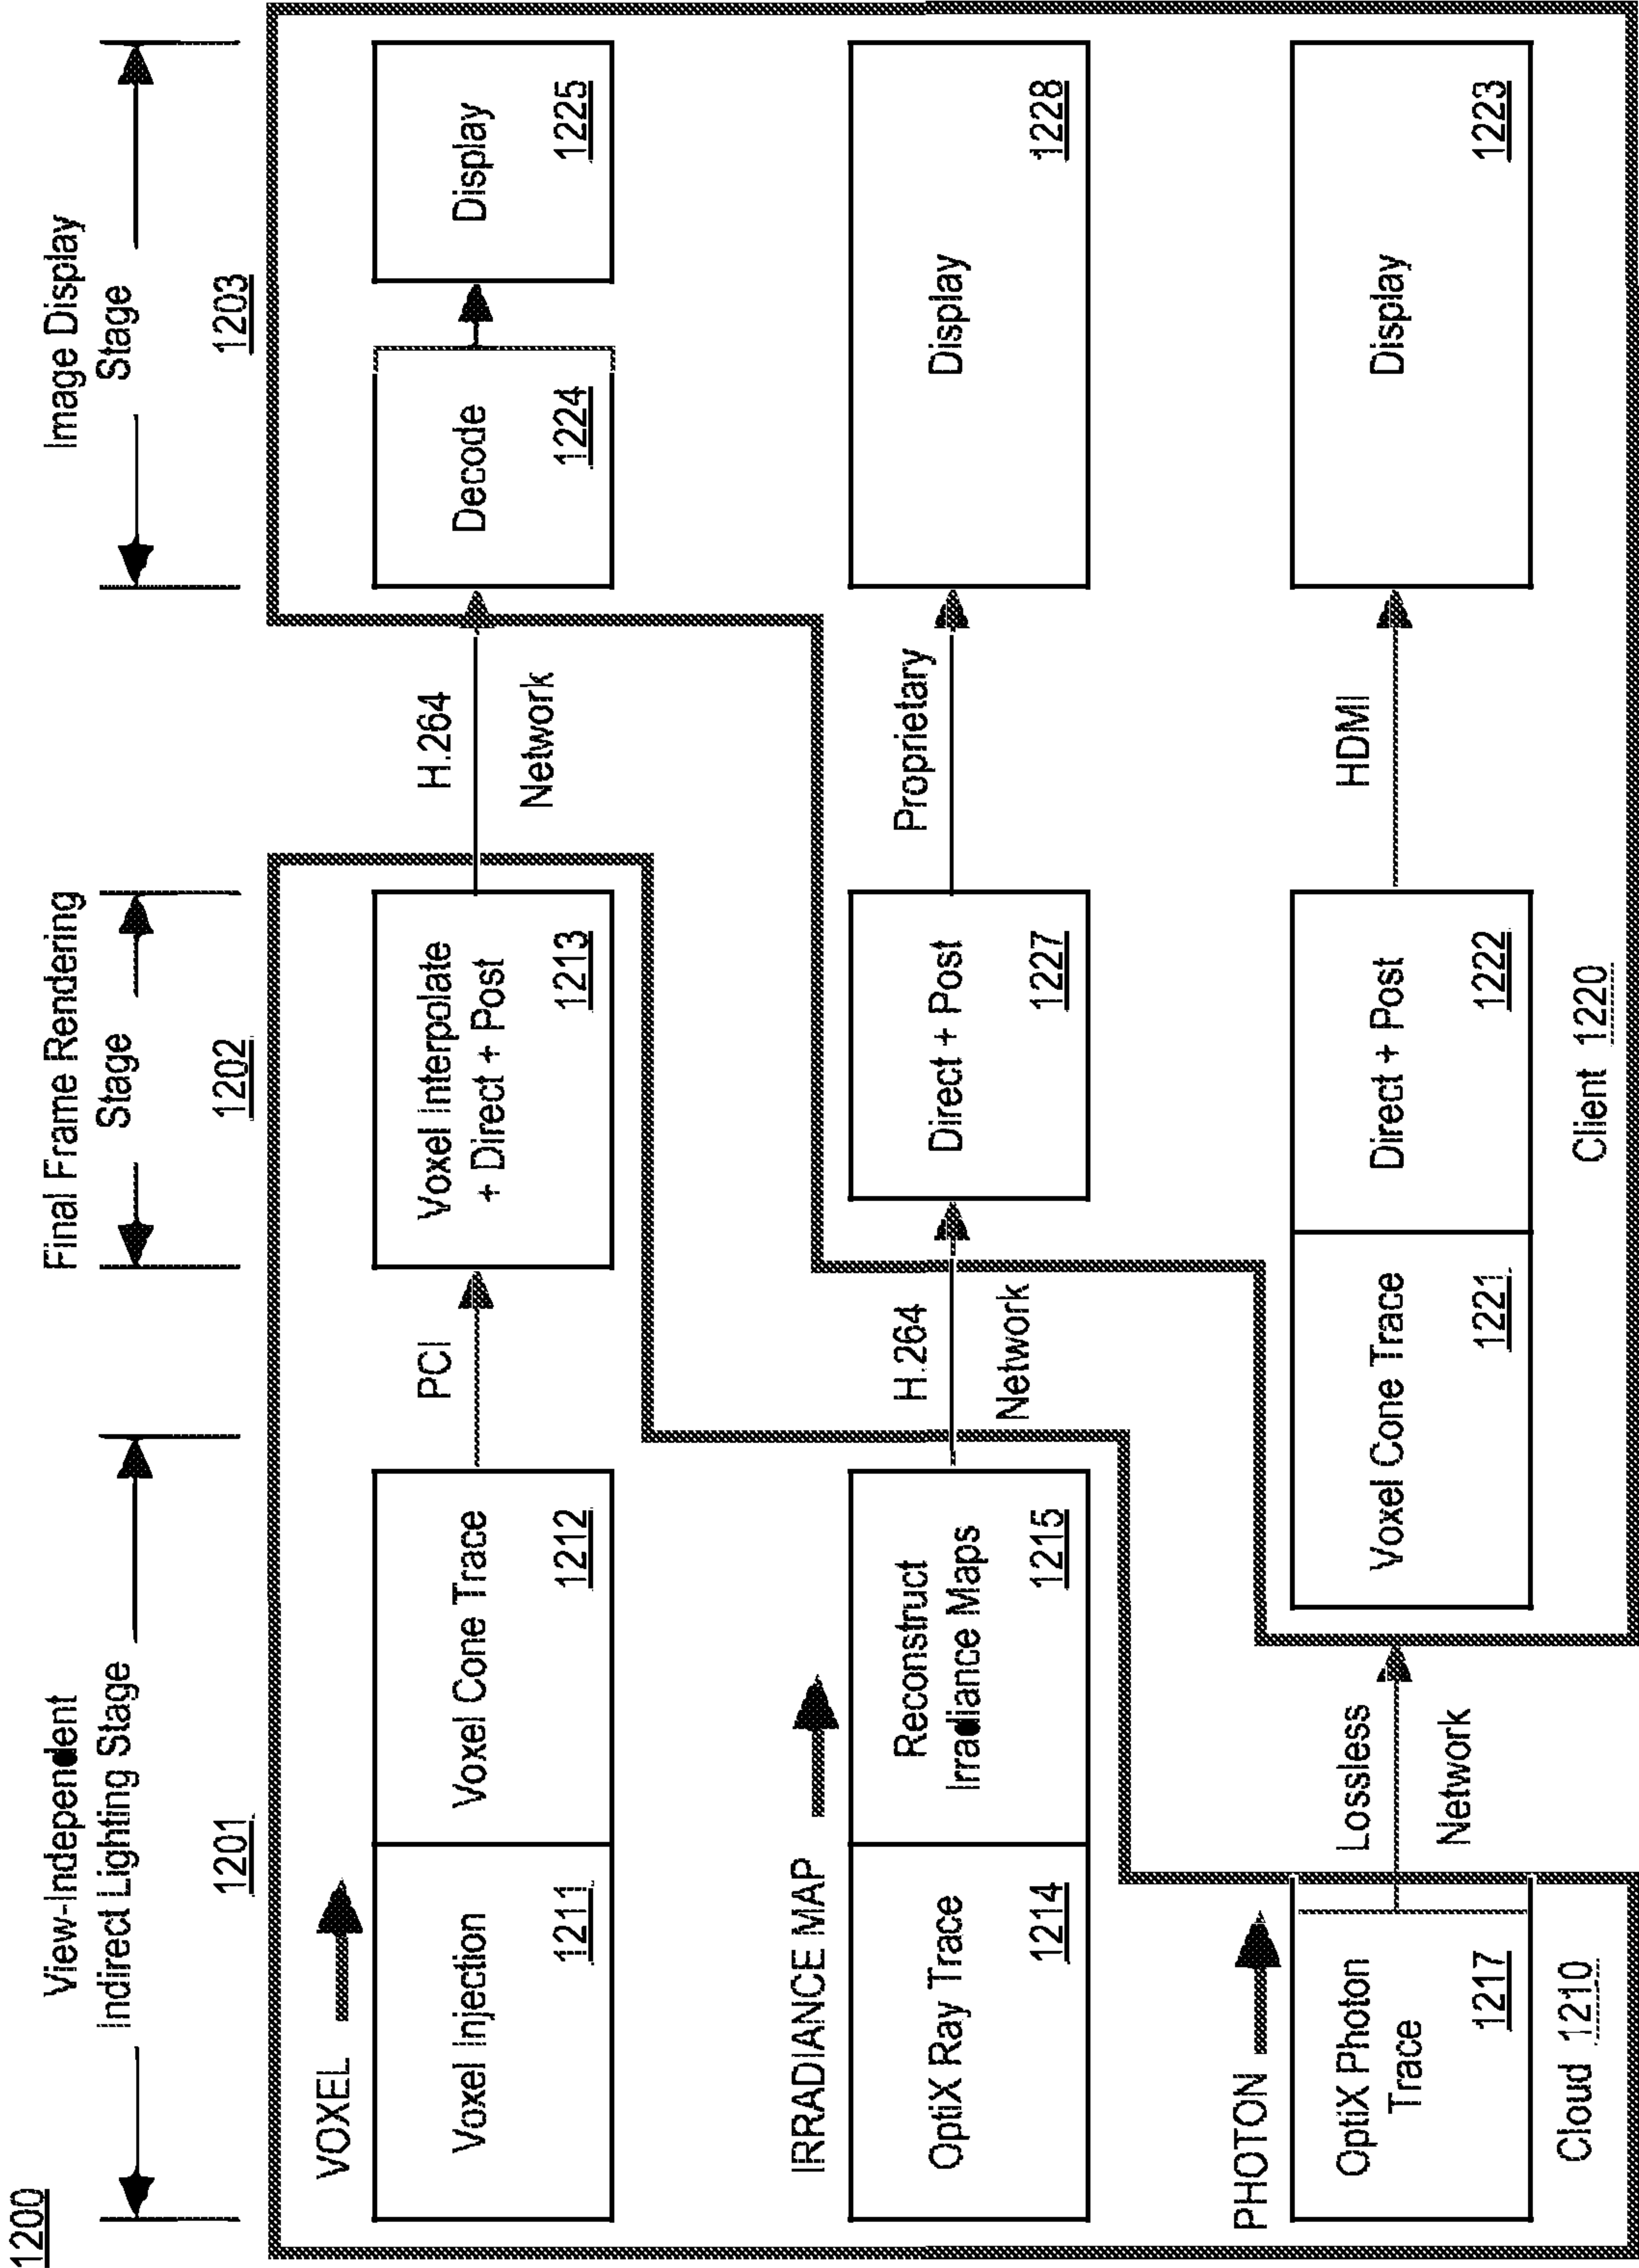 1200
View-Independent
Indirect Lighting Stage
1201
Final Frame Rendering
Stage
1202
Image Display
Stage
1203
VOXEL
Voxel Injection
1211
Voxel Cone Trace
1212
PCI
Voxel Interpolate
+ Direct + Post
1213
H.264
Network
Decode
1224
Display
1225
IRRADIANCE MAP
OptiX Ray Trace
1214
Reconstruct
Irradiance Maps
1215
H.264
Network
Direct + Post
1227
Proprietary
Display
1228
PHOTON
OptiX Photon
Trace
1217
Lossless
Network
Voxel Cone Trace
1221
Direct + Post
1222
HDMI
Display
1223
Cloud 1210
Client 1220